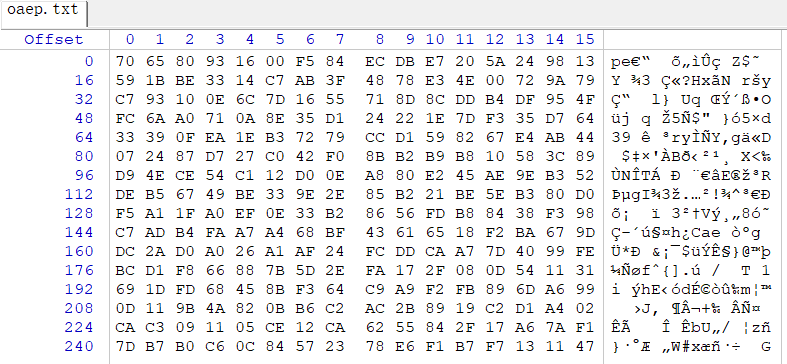 oaep.txt
Offset 0 1 2 3 4 5 6 7 8 9 10 11 12 13 14 15
0 70 65 80 93 16 00 F5 84 EC DB E7 20 5A 24 98 13 pe€“ õ„ìÛç Z$˜
16 59 1B BE 33 14 C7 AB 3F 48 78 E3 4E 00 72 9A 79 Y ¾3 Ç«?HxãN ršy
32 C7 93 10 0E 6C 7D 16 55 71 8D 8C DD B4 DF 95 4F Ç“ l} Uq ŒÝ´ß•O
48 FC 6A A0 71 0A 8E 35 D1 24 22 1E 7D F3 35 D7 64 üj q Ž5Ñ$" }ó5×d
64 33 39 0F EA 1E B3 72 79 CC D1 59 82 67 E4 AB 44 39 ê ³ryÌÑY‚gä«D
80 07 24 87 D7 27 C0 42 F0 8B B2 B9 B8 10 58 3C 89 $‡×'ÀBð‹²¹¸ X<‰
96 D9 4E CE 54 C1 12 D0 0E A8 80 E2 45 AE 9E B3 52 ÙNÎTÁ Ð ¨€âE®ž³R
112 DE B5 67 49 BE 33 9E 2E 85 B2 21 BE 5E B3 80 D0 ÞµgI¾3ž.…²!¾^³€Ð
128 F5 A1 1F A0 EF 0E 33 B2 86 56 FD B8 84 38 F3 98 õ¡ ï 3²†Vý¸„8ó˜
144 C7 AD B4 FA A7 A4 68 BF 43 61 65 18 F2 BA 67 9D Ç-´ú§¤h¿Cae òºg
160 DC 2A D0 A0 26 A1 AF 24 FC DD CA A7 7D 40 99 FE Ü*Ð &¡¯$üÝÊ§}@™þ
176 BC D1 F8 66 88 7B 5D 2E FA 17 2F 08 0D 54 11 31 ¼Ñøfˆ{].ú / T 1
192 69 1D FD 68 45 8B F3 64 C9 A9 F2 FB 89 6D A6 99 i ýhE‹ódÉ©òû‰m¦™
208 0D 11 9B 4A 82 0B B6 C2 AC 2B 89 19 C2 D1 A4 02 ›J‚ ¶Â¬+‰ ÂÑ¤
224 CA C3 09 11 05 CE 12 CA 62 55 84 2F 17 A6 7A F1 ÊÃ Î ÊbU„/ ¦zñ
240 7D B7 B0 C6 0C 84 57 23 78 E6 F1 B7 F7 13 11 47 }·°Æ „W#xæñ·÷ G